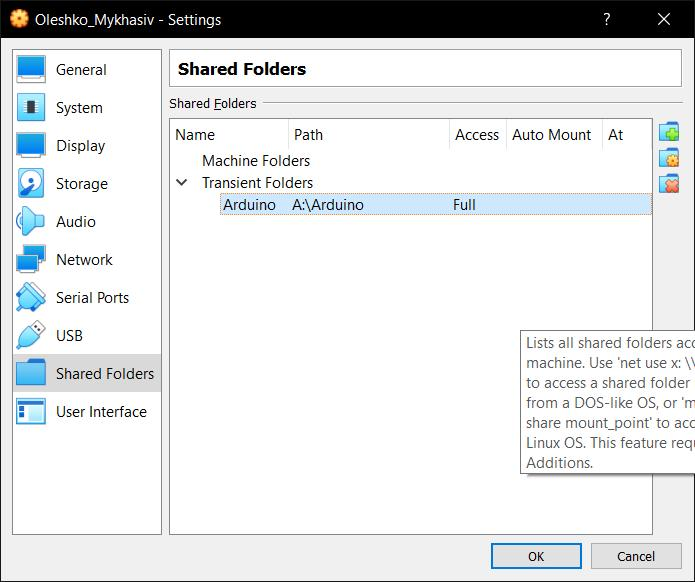 Oleshko_Mykhasiv - Settings
?
General
System
Display
Storage
Audio
Network
Serial Ports
USB
Shared Folders
User Interface
Shared Folders
Shared Folders
Name Path Access Auto Mount At
Machine Folders
Transient Folders
Arduino A:\Arduino Full
Lists all shared folders acc
machine. Use 'net use x: \\
to access a shared folder
from a DOS-like OS, or 'm
share mount_point' to acc
Linux OS. This feature requ
Additions.
OK Cancel